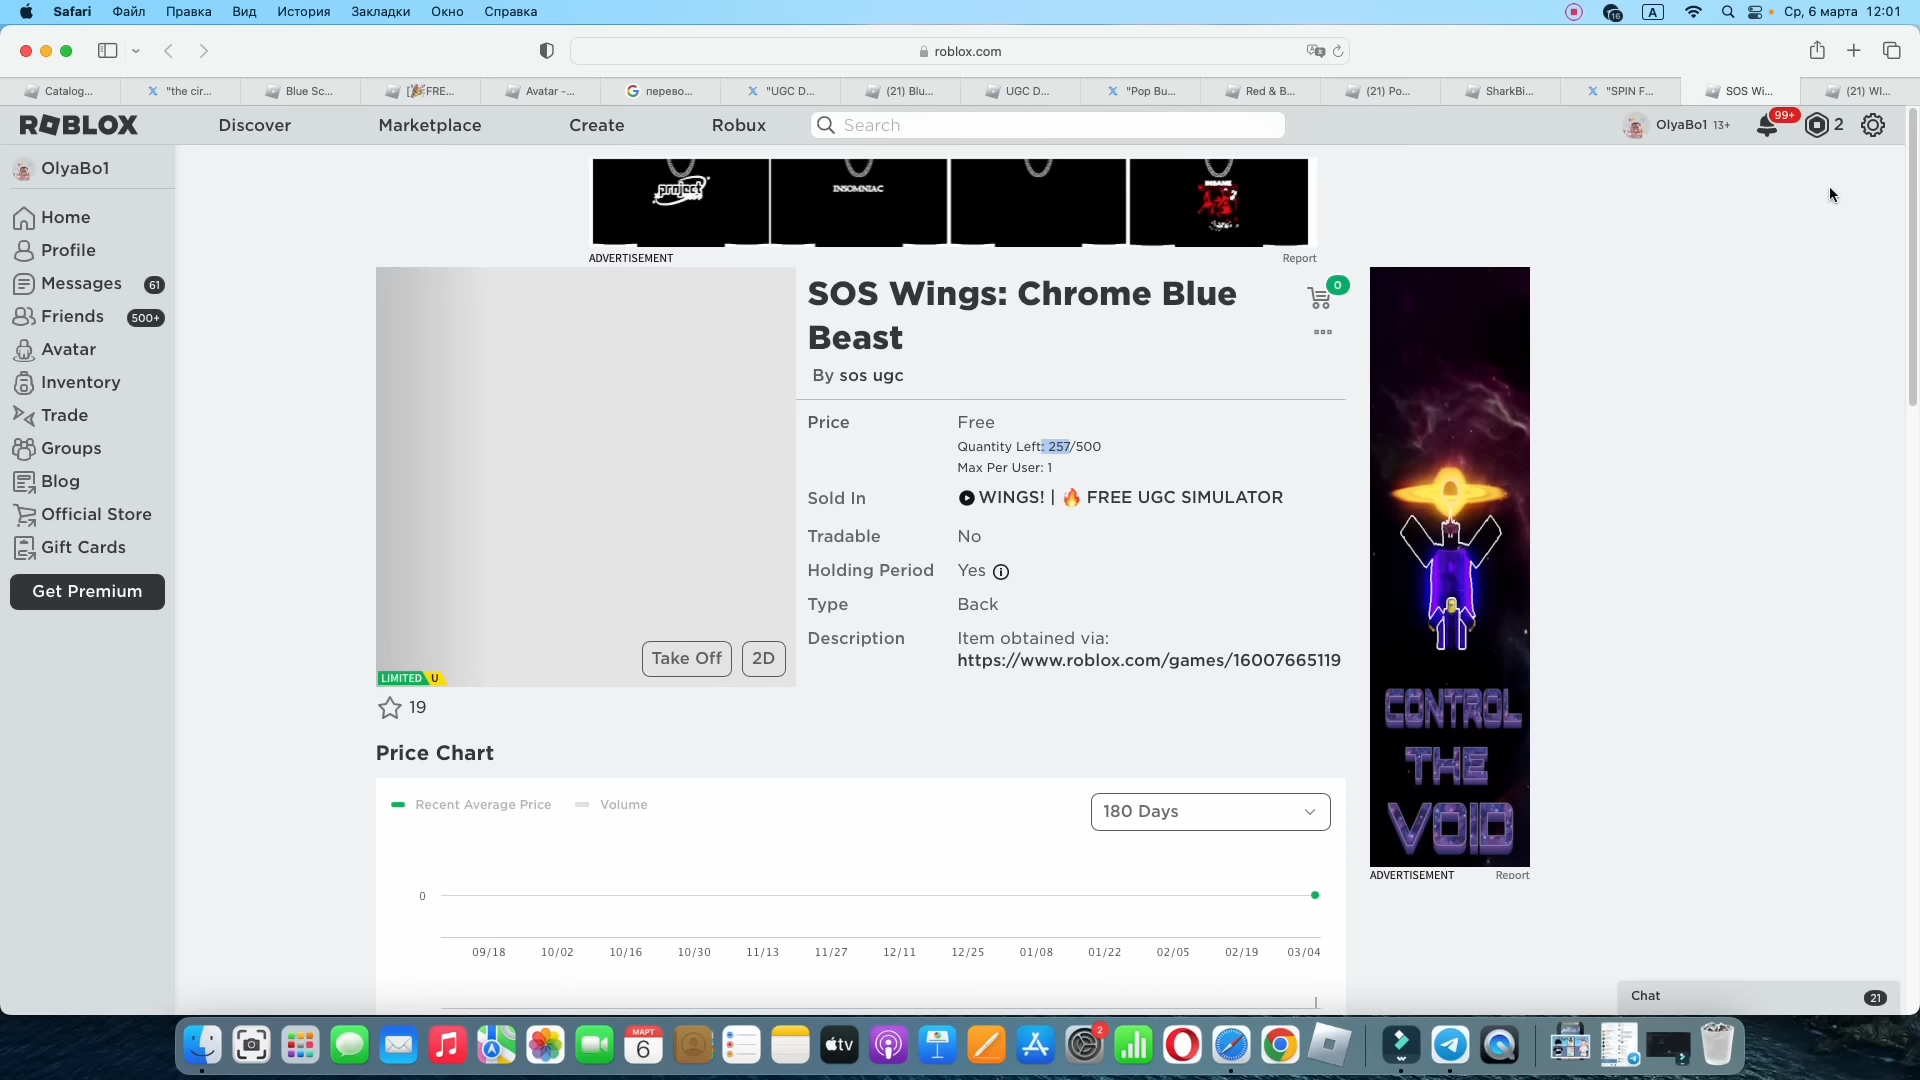 Safari Файл Правка Вид История Закладки Окно Справка 16 A Ср, 6 марта 12:01
roblox.com
Catalog... "the cir... Blue Sc... [🎉FRE... Avatar -... перево... "UGC D... (21) Blu... UGC D... "Pop Bu... Red & B... (21) Po... SharkBi... "SPIN F... SOS Wi... (21) WI...
ROBLOX Discover Marketplace Create Robux Search OlyaBo1 13+ 99+ 2
OlyaBo1
Home
Profile
Messages 61
Friends 500+
Avatar
Inventory
Trade
Groups
Blog
Official Store
Gift Cards
Get Premium
project INSOMNIAC INSANE
ADVERTISEMENT Report
SOS Wings: Chrome Blue
Beast
0
By sos ugc
Price Free
Quantity Left: 257/500
Max Per User: 1
Sold In WINGS! | 🔥 FREE UGC SIMULATOR
Tradable No
Holding Period Yes
Type Back
Description Item obtained via:
https://www.roblox.com/games/16007665119
Take Off 2D
LIMITED U
19
CONTROL
THE
VOID
ADVERTISEMENT Report
Price Chart
Recent Average Price Volume
180 Days
0
09/18 10/02 10/16 10/30 11/13 11/27 12/11 12/25 01/08 01/22 02/05 02/19 03/04
Chat 21
МАРТ
6
tv
2